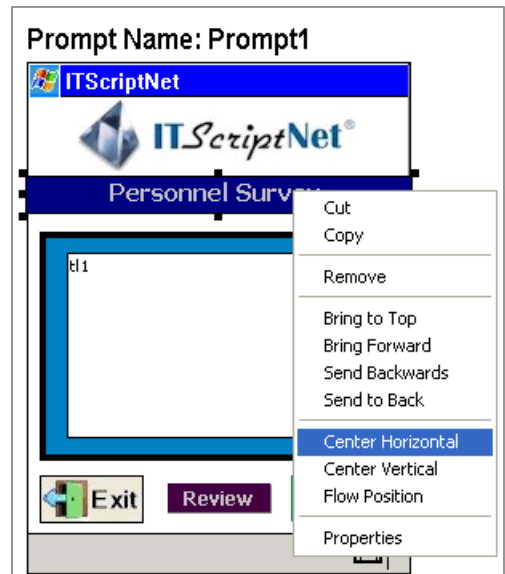 Prompt Name: Prompt1
ITScriptNet
ITScriptNet®
Personnel Survey
tl1
Exit
Review
Cut
Copy
Remove
Bring to Top
Bring Forward
Send Backwards
Send to Back
Center Horizontal
Center Vertical
Flow Position
Properties